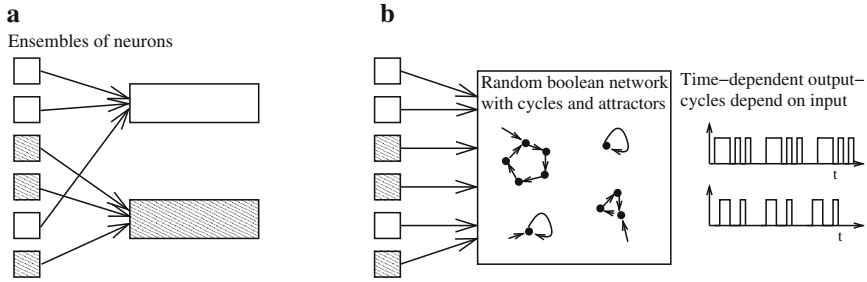 a
Ensembles of neurons
b
Random boolean network
with cycles and attractors
Time-dependent output-
cycles depend on input
t
t